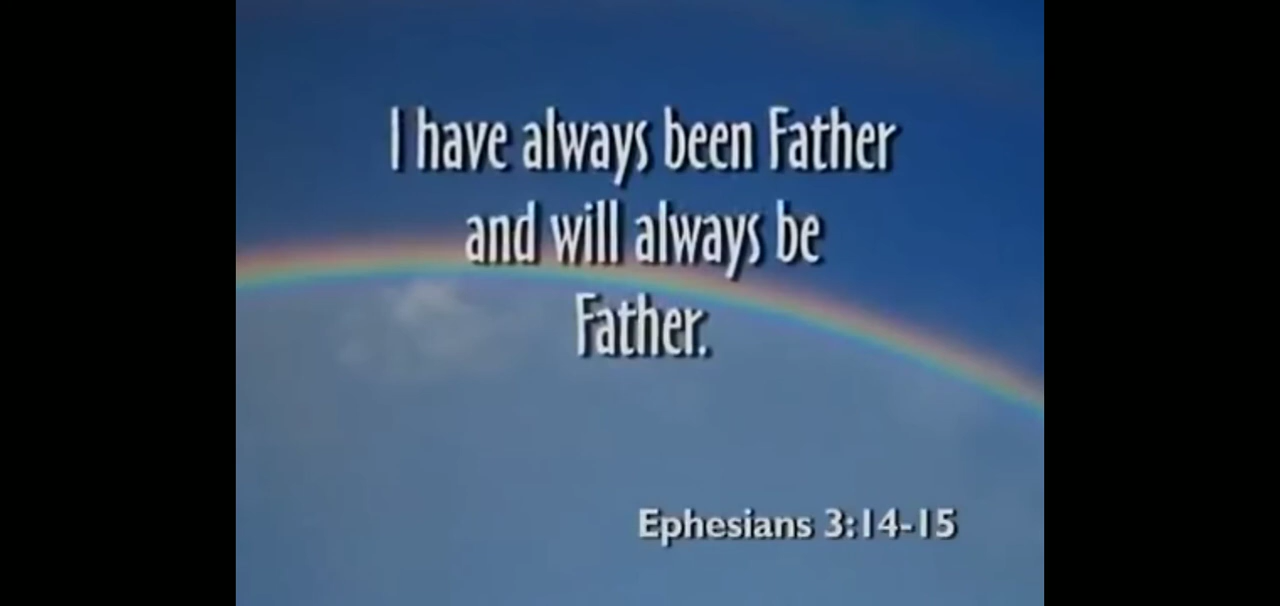 I have always been Father
and will always be
Father.
Ephesians 3:14-15